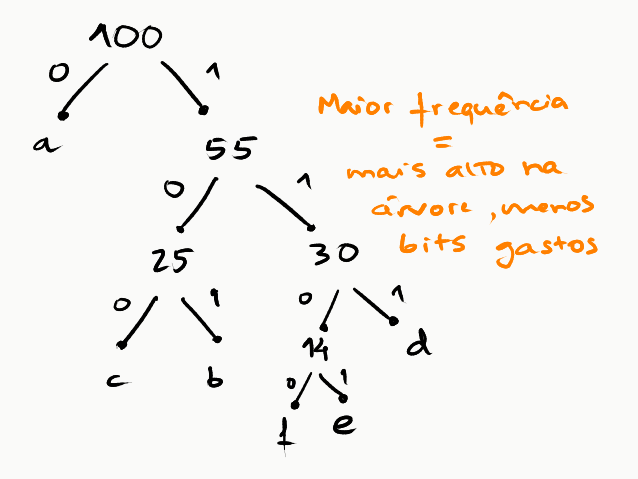 100
0 1
a 55
Maior frequência
=
mais alto na
árvore, menos
bits gastos
0 1
25 30
0 1 0 1
c b 14 d
0 1
f e